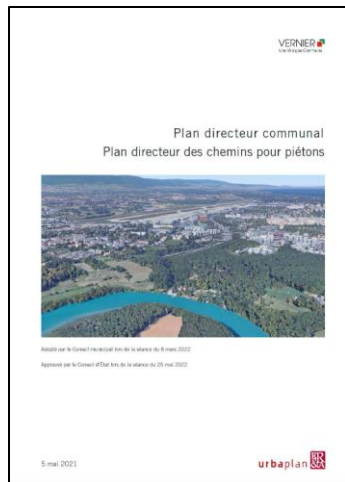 VERNIER
Plan directeur communal
Plan directeur des chemins pour piétons
Adopté par le Conseil municipal lors de la séance du 8 mars 2022
Approuvé par le Conseil d'État lors de la séance du 25 mai 2022
5 mai 2021
urbaplan